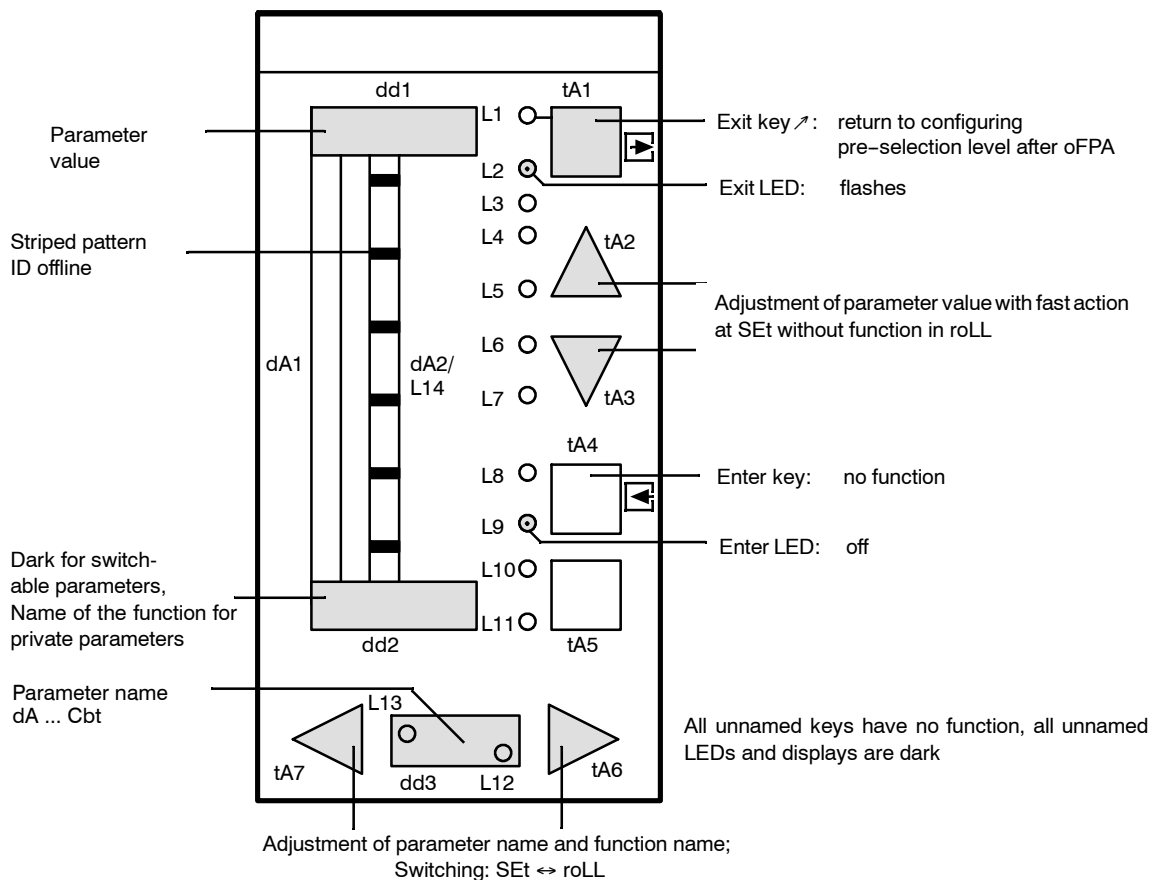 dd1
tA1
L1
Exit key↗: return to configuring
pre−selection level after oFPA
Parameter
value
L2
Exit LED: flashes
L3
L4
tA2
Striped pattern
ID offline
L5
Adjustment of parameter value with fast action
at SEt without function in roLL
L6
dA1
dA2/
L14
L7
tA3
tA4
L8
Enter key: no function
L9
Enter LED: off
Dark for switch-
able parameters,
Name of the function for
private parameters
L10
L11
dd2
tA5
Parameter name
dA ... Cbt
L13
All unnamed keys have no function, all unnamed
LEDs and displays are dark
tA7
dd3
L12
tA6
Adjustment of parameter name and function name;
Switching: SEt ↔ roLL